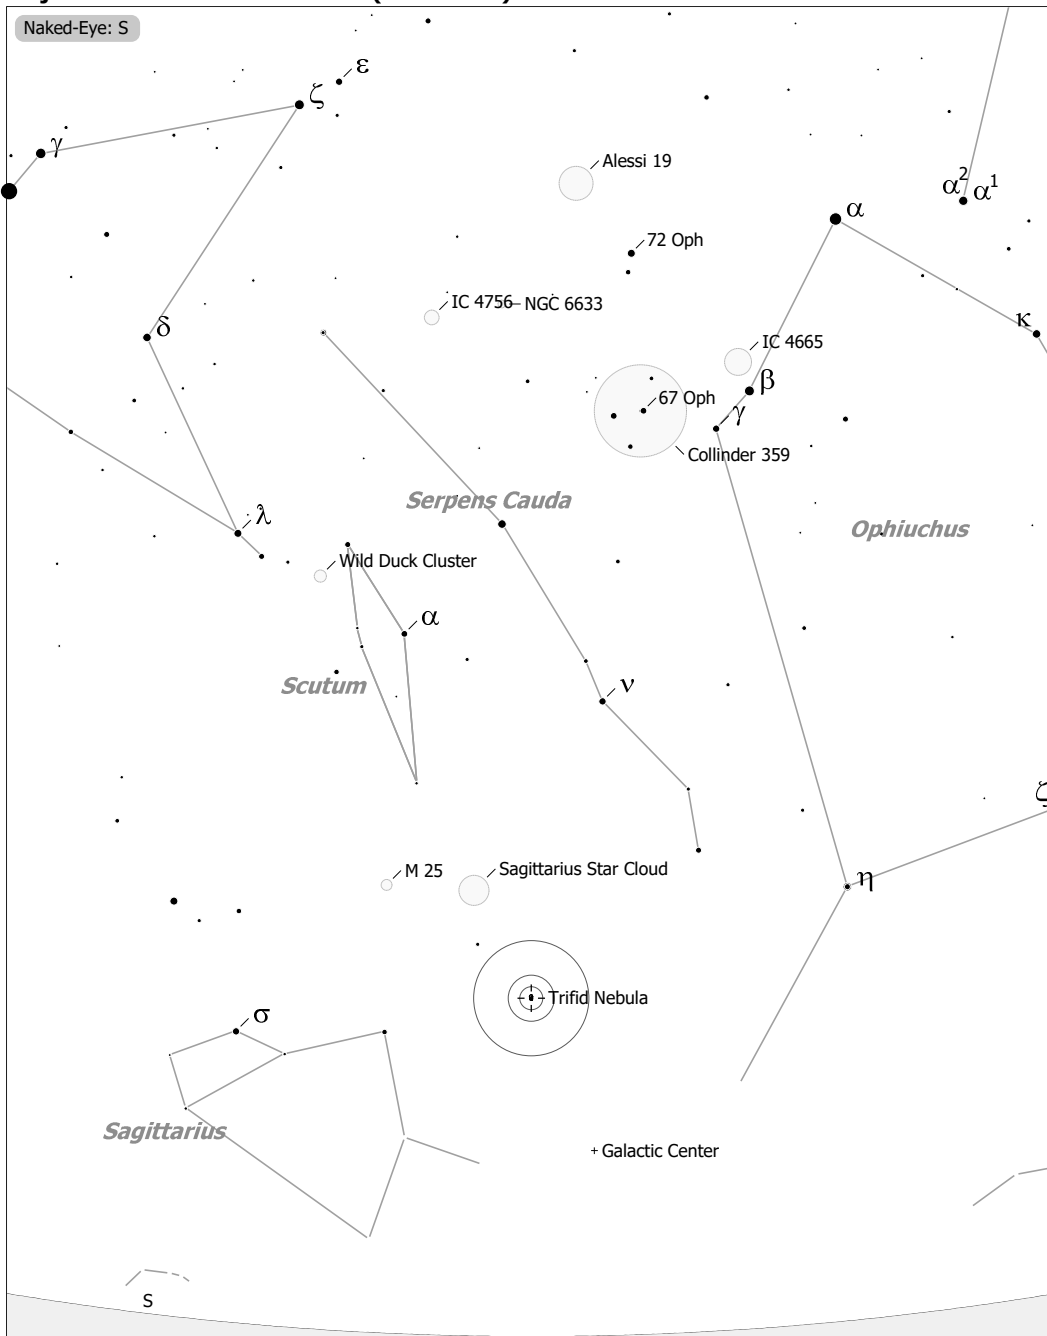 Naked-Eye: S
ε
ζ
γ
Alessi 19
α² α¹
α
72 Oph
IC 4756
NGC 6633
κ
δ
IC 4665
β
67 Oph
γ
Collinder 359
Serpens Cauda
λ
Ophiuchus
Wild Duck Cluster
α
Scutum
ν
ζ
M 25
Sagittarius Star Cloud
η
Trifid Nebula
σ
Sagittarius
Galactic Center
S